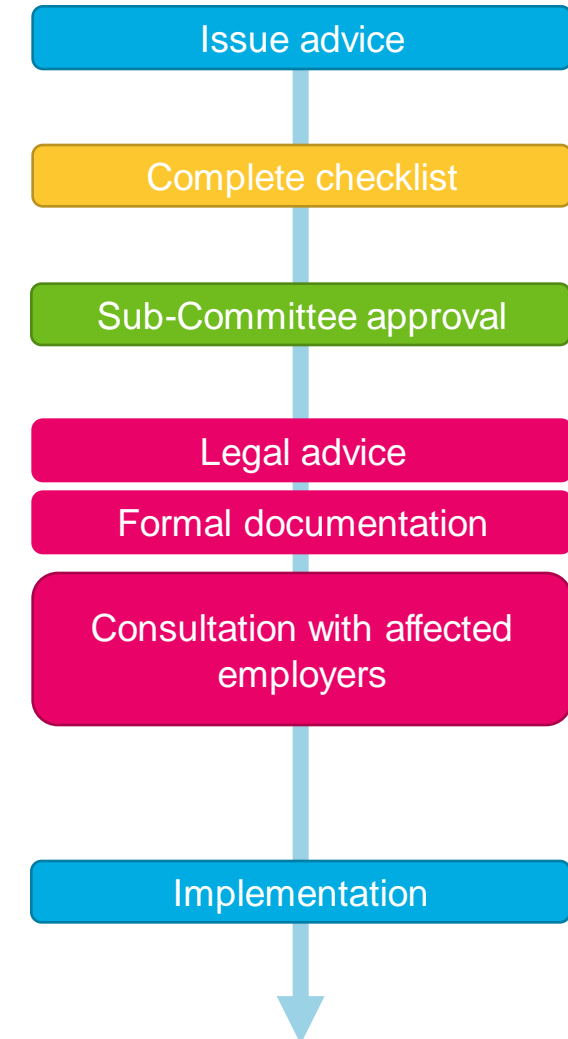 Issue advice
Complete checklist
Sub-Committee approval
Legal advice
Formal documentation
Consultation with affected
employers
Implementation